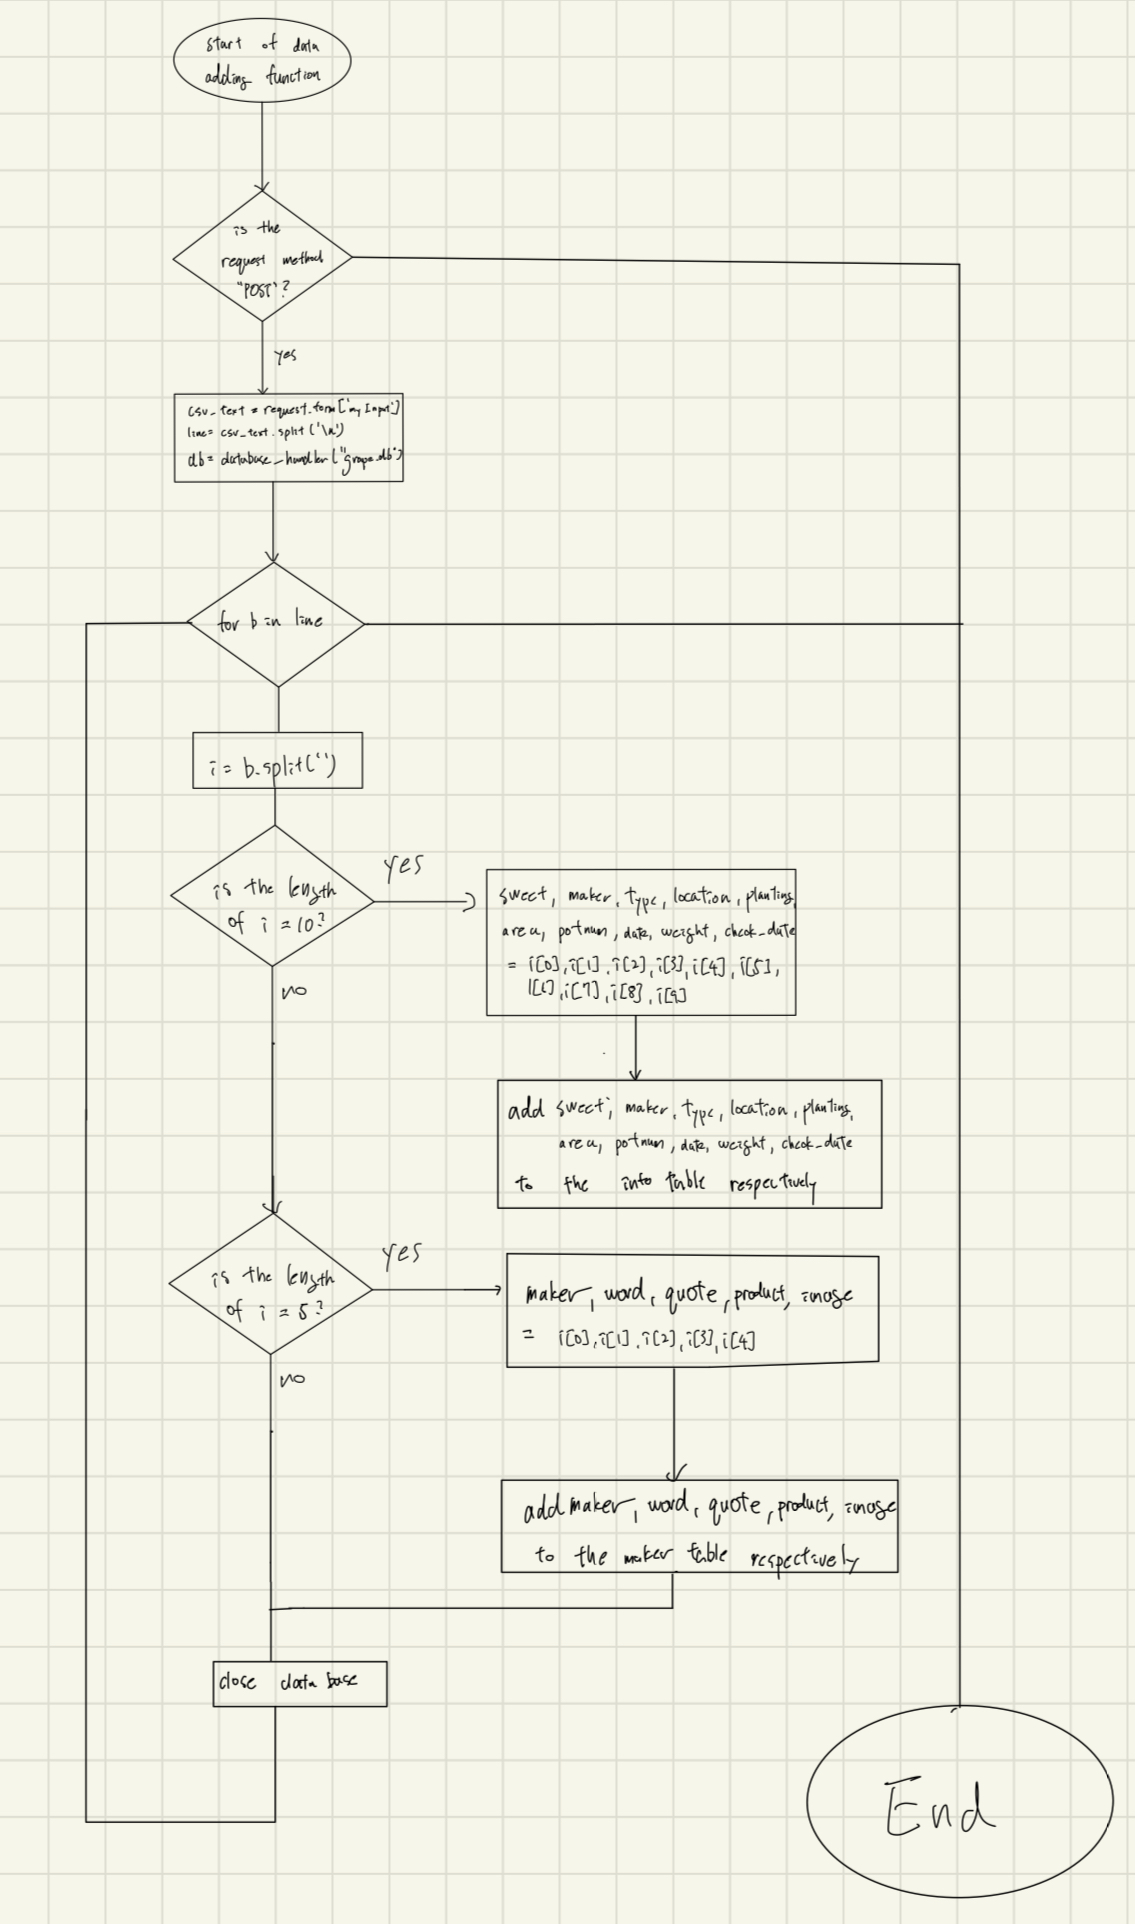 start of data
adding function
is the
request method
"POST"?
yes
csv_text = request.form['my Input']
line= csv_text.split('\n')
db = database_handler("grape.db")
for b in line
i = b.split('')
is the length
of i = 10?
yes
sweet, maker, type, location, planting,
area, potnum, date, weight, check_date
= i[0], i[1], i[2], i[3], i[4], i[5],
i[6], i[7], i[8], i[9]
no
add sweet, maker, type, location, planting,
area, potnum, date, weight, check_date
to the info table respectively
is the length
of i = 5?
yes
maker, word, quote, product, image
= i[0], i[1], i[2], i[3], i[4]
no
add maker, word, quote, product, image
to the maker table respectively
close data base
End